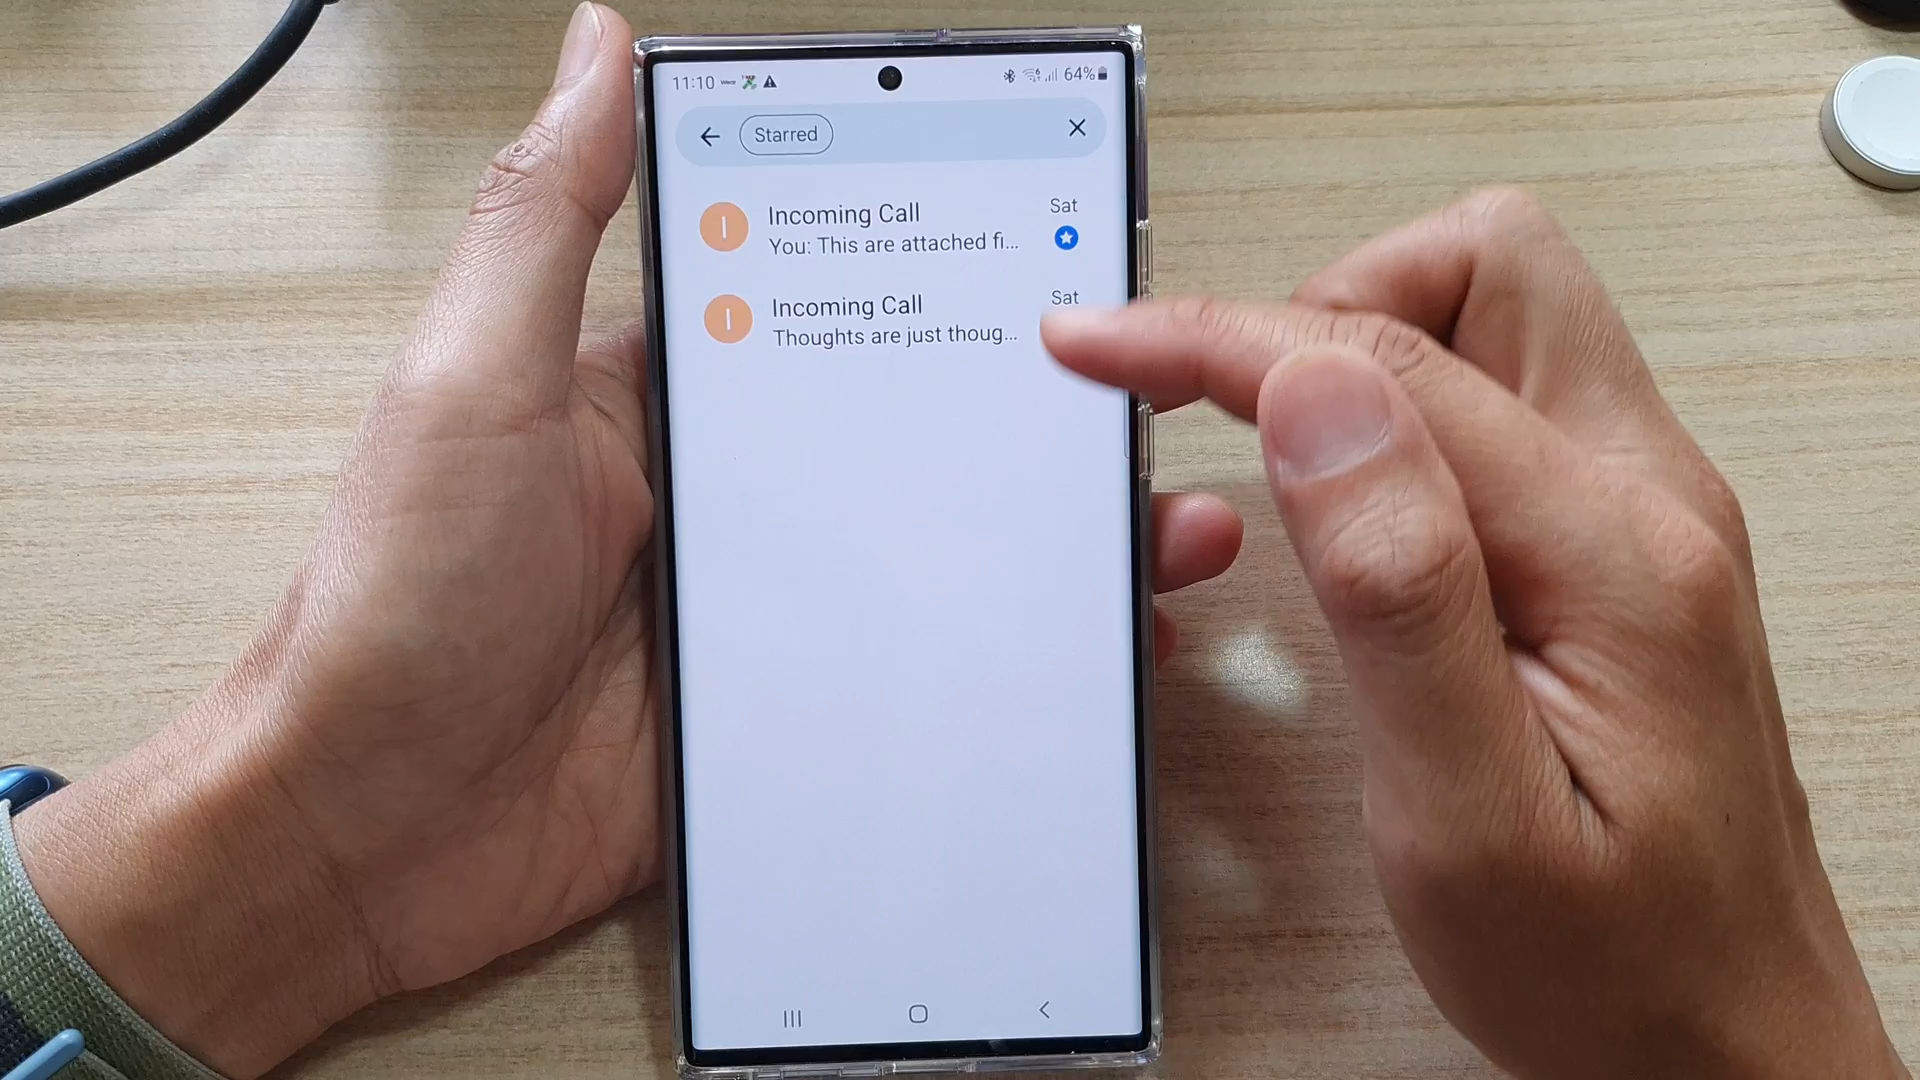 11:10 64%
Starred
Incoming Call Sat
You: This are attached fi...
Incoming Call Sat
Thoughts are just thoug...